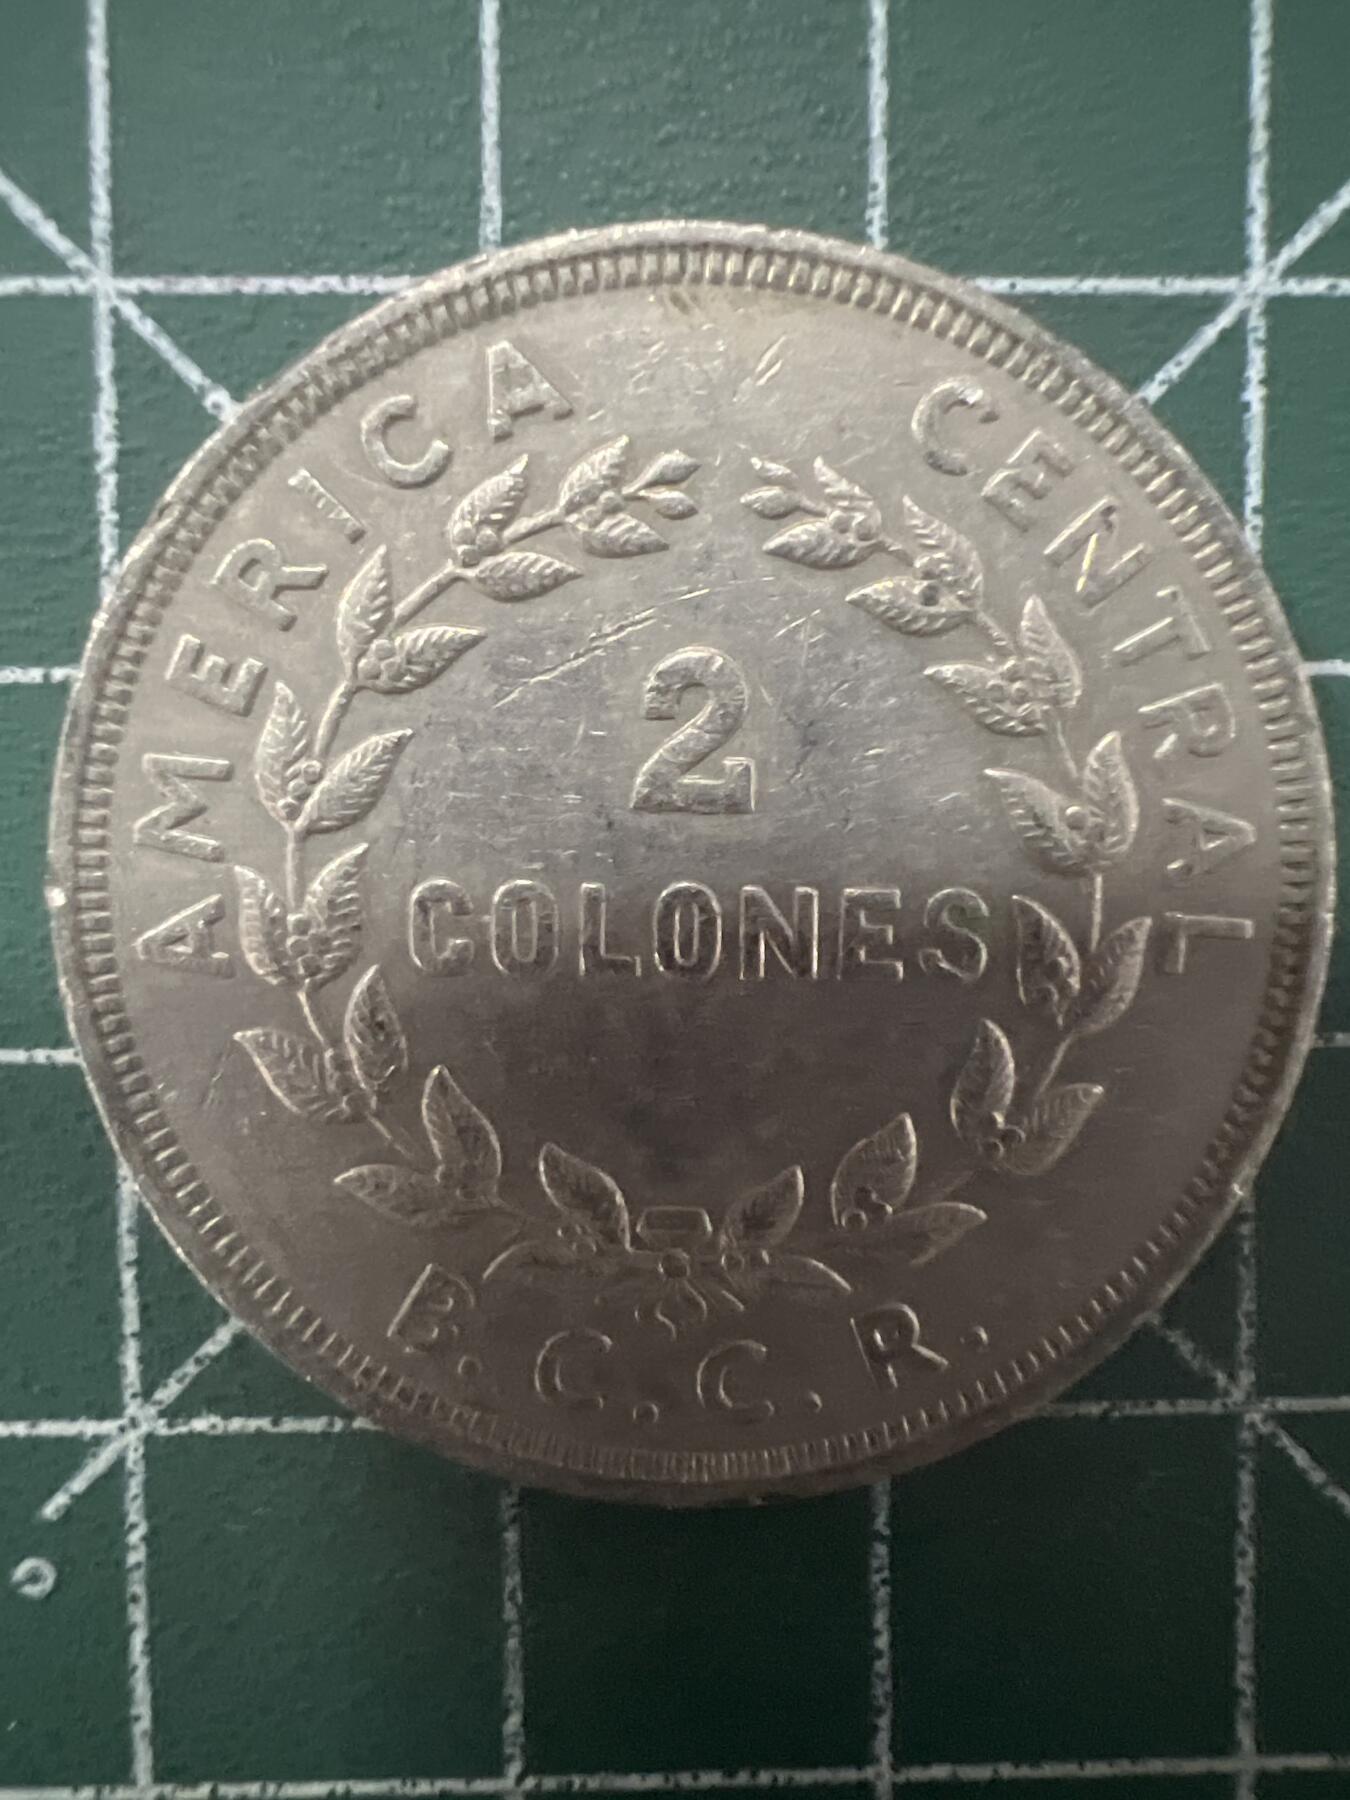 AMERICA CENTRAL
2
COLONES
B.C.C.R.